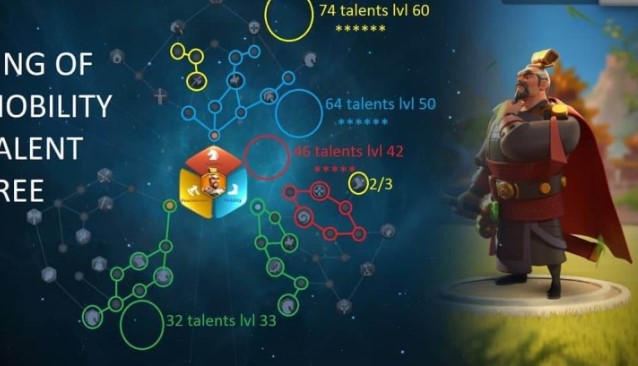 74 talents lvl 60
******
NG OF
OBILITY
ALENT
REE
64 talents lvl 50
******
46 talents lvl 42
*****
2/3
32 talents lvl 33